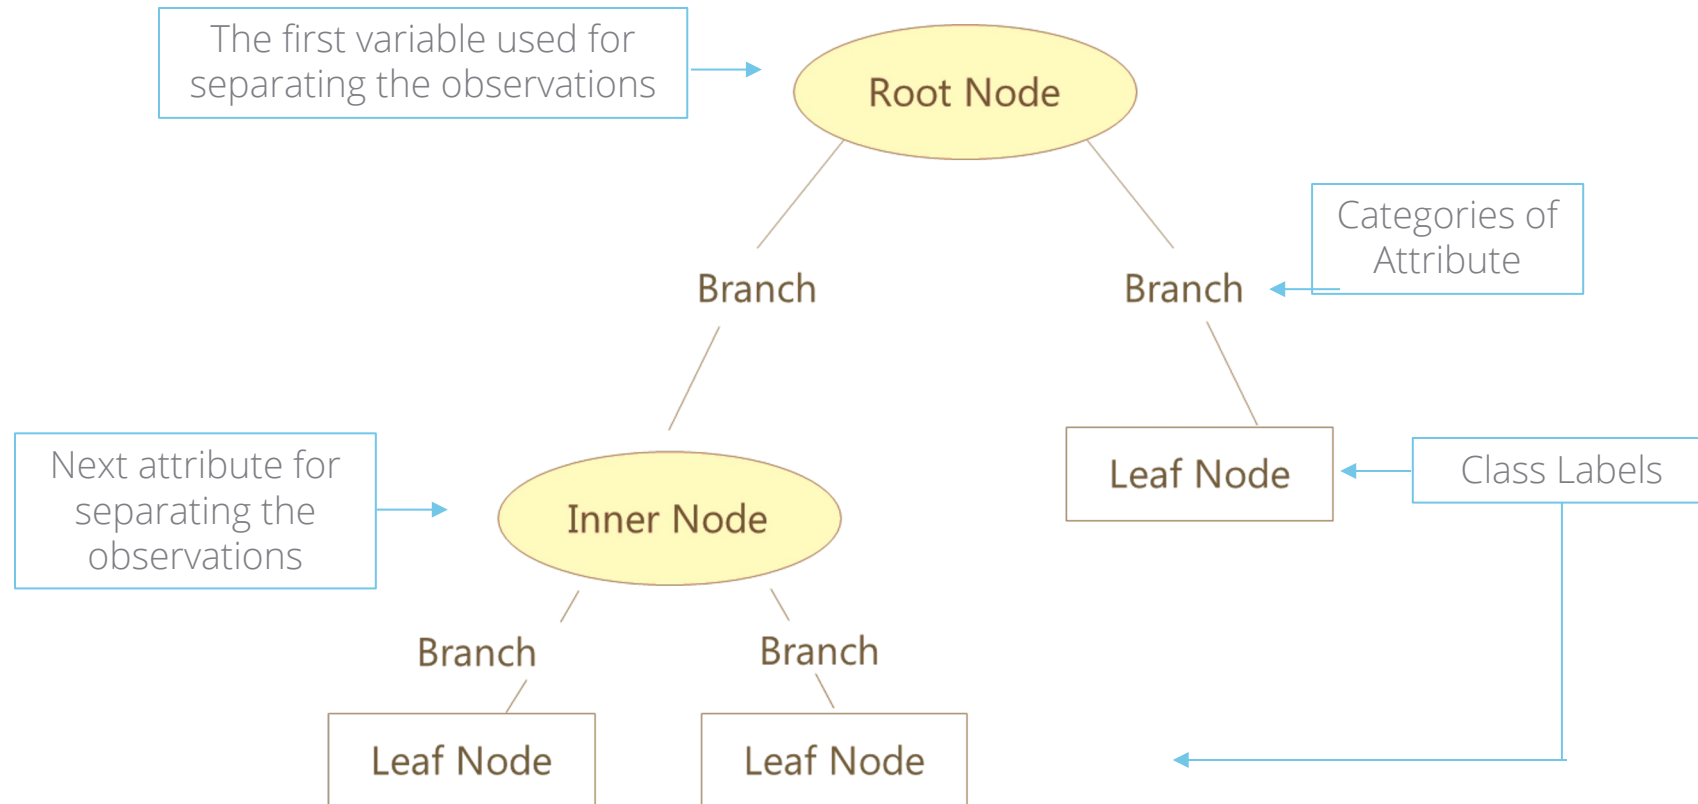 The first variable used for
separating the observations
Root Node
Categories of
Attribute
Branch
Branch
Next attribute for
separating the
observations
Inner Node
Leaf Node
Class Labels
Branch
Branch
Leaf Node
Leaf Node